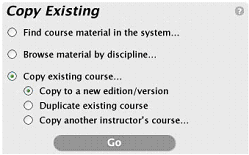 Copy Existing
?
Find course material in the system...
Browse material by discipline...
Copy existing course...
Copy to a new edition/version
Duplicate existing course
Copy another instructor's course...
Go